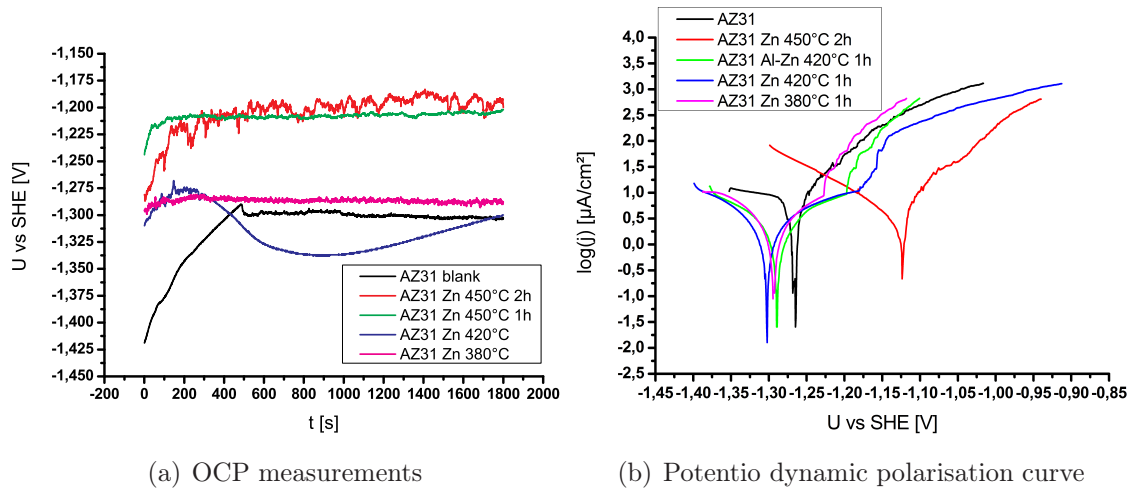 -1,150
-1,175
-1,200
-1,225
-1,250
-1,275
-1,300
-1,325
-1,350
-1,375
-1,400
-1,425
-1,450
U vs SHE [V]
-200 0 200 400 600 800 1000 1200 1400 1600 1800 2000
t [s]
AZ31 blank
AZ31 Zn 450°C 2h
AZ31 Zn 450°C 1h
AZ31 Zn 420°C
AZ31 Zn 380°C
(a) OCP measurements
AZ31
AZ31 Zn 450°C 2h
AZ31 Al-Zn 420°C 1h
AZ31 Zn 420°C 1h
AZ31 Zn 380°C 1h
4,0
3,5
3,0
2,5
2,0
1,5
1,0
0,5
0,0
-0,5
-1,0
-1,5
-2,0
-2,5
log(j) [µA/cm²]
-1,45 -1,40 -1,35 -1,30 -1,25 -1,20 -1,15 -1,10 -1,05 -1,00 -0,95 -0,90 -0,85
U vs SHE [V]
(b) Potentio dynamic polarisation curve